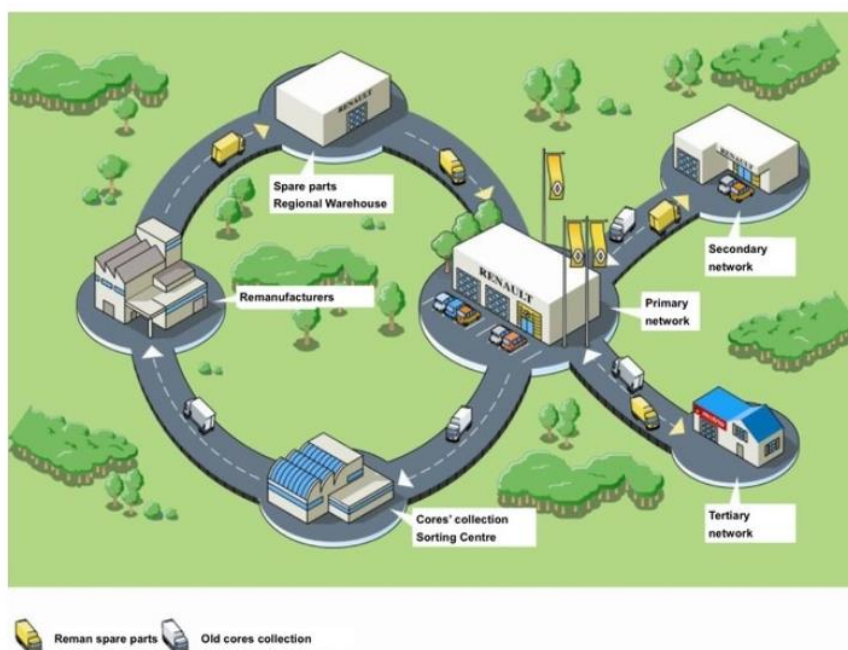 RENAULT
Spare parts
Regional Warehouse
RENAULT
Secondary
network
Remanufacturers
RENAULT
Primary
network
Cores' collection
Sorting Centre
Tertiary
network
Reman spare parts
Old cores collection